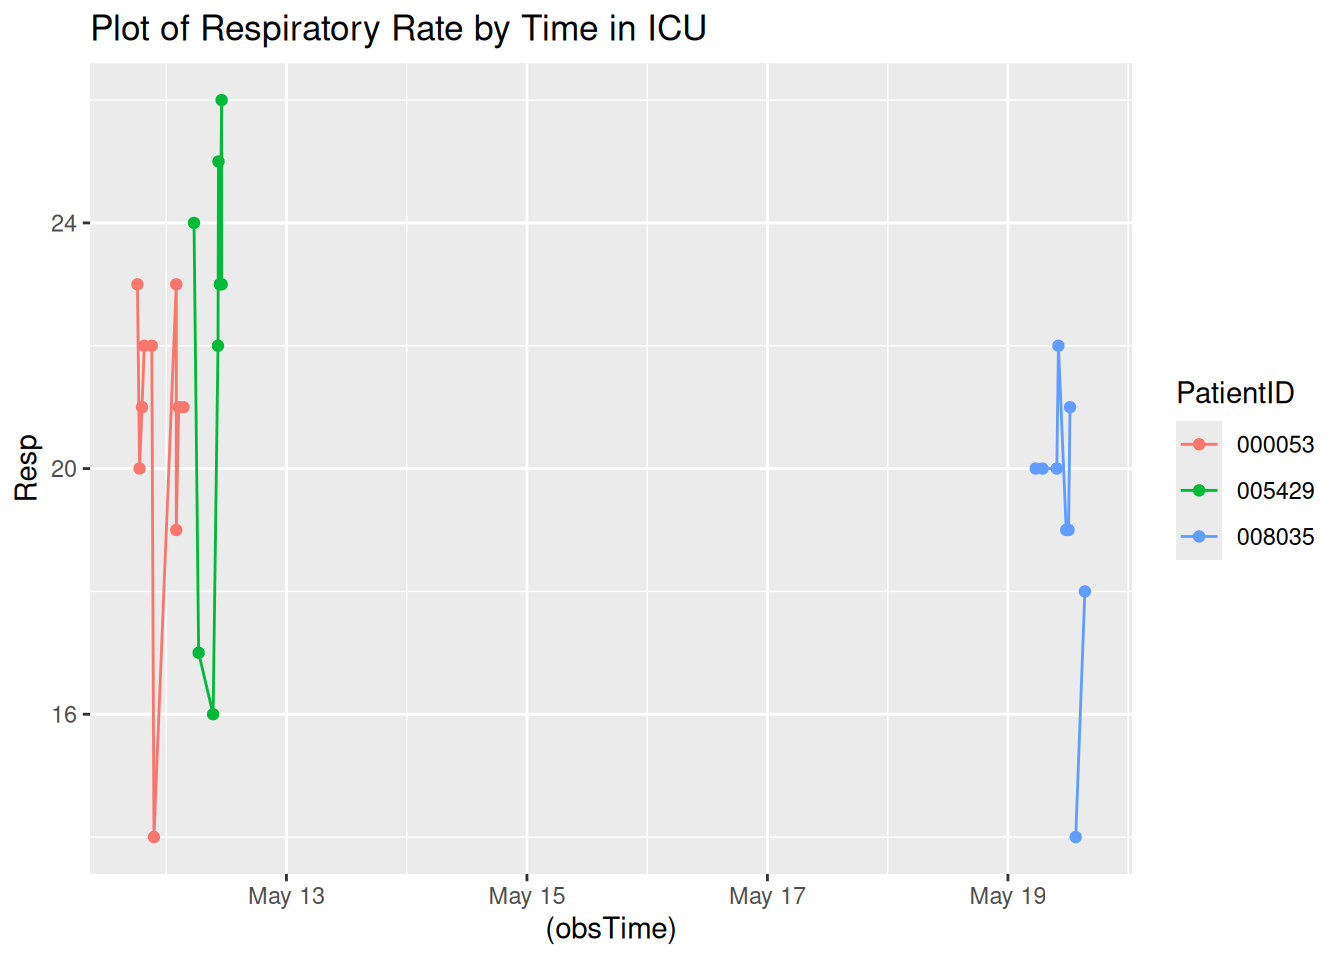 Plot of Respiratory Rate by Time in ICU
24
20
16
Resp
May 13
May 15
May 17
May 19
(obsTime)
PatientID
000053
005429
008035